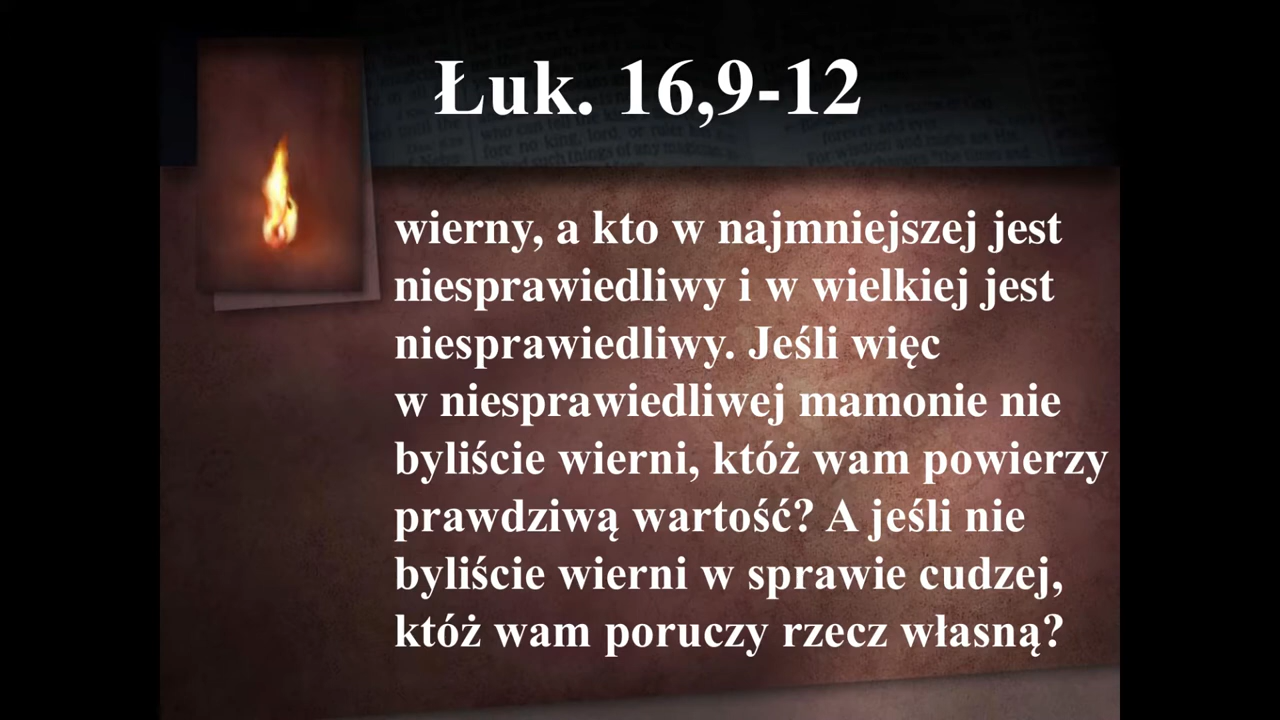 Łuk. 16,9-12
wierny, a kto w najmniejszej jest
niesprawiedliwy i w wielkiej jest
niesprawiedliwy. Jeśli więc
w niesprawiedliwej mamonie nie
byliście wierni, któż wam powierzy
prawdziwą wartość? A jeśli nie
byliście wierni w sprawie cudzej,
któż wam poruczy rzecz własną?